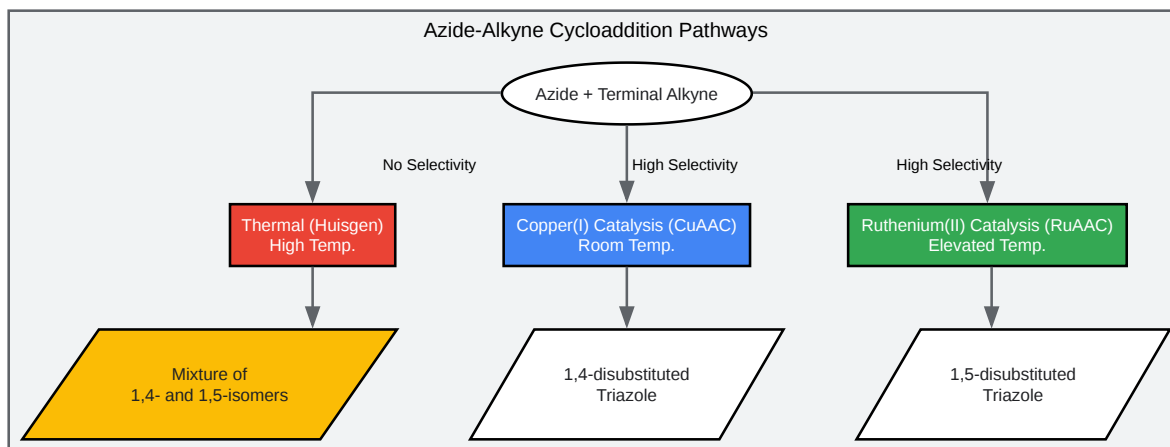 Azide-Alkyne Cycloaddition Pathways
Azide + Terminal Alkyne
No Selectivity
High Selectivity
High Selectivity
Thermal (Huisgen)
High Temp.
Copper(I) Catalysis (CuAAC)
Room Temp.
Ruthenium(II) Catalysis (RuAAC)
Elevated Temp.
Mixture of
1,4- and 1,5-isomers
1,4-disubstituted
Triazole
1,5-disubstituted
Triazole